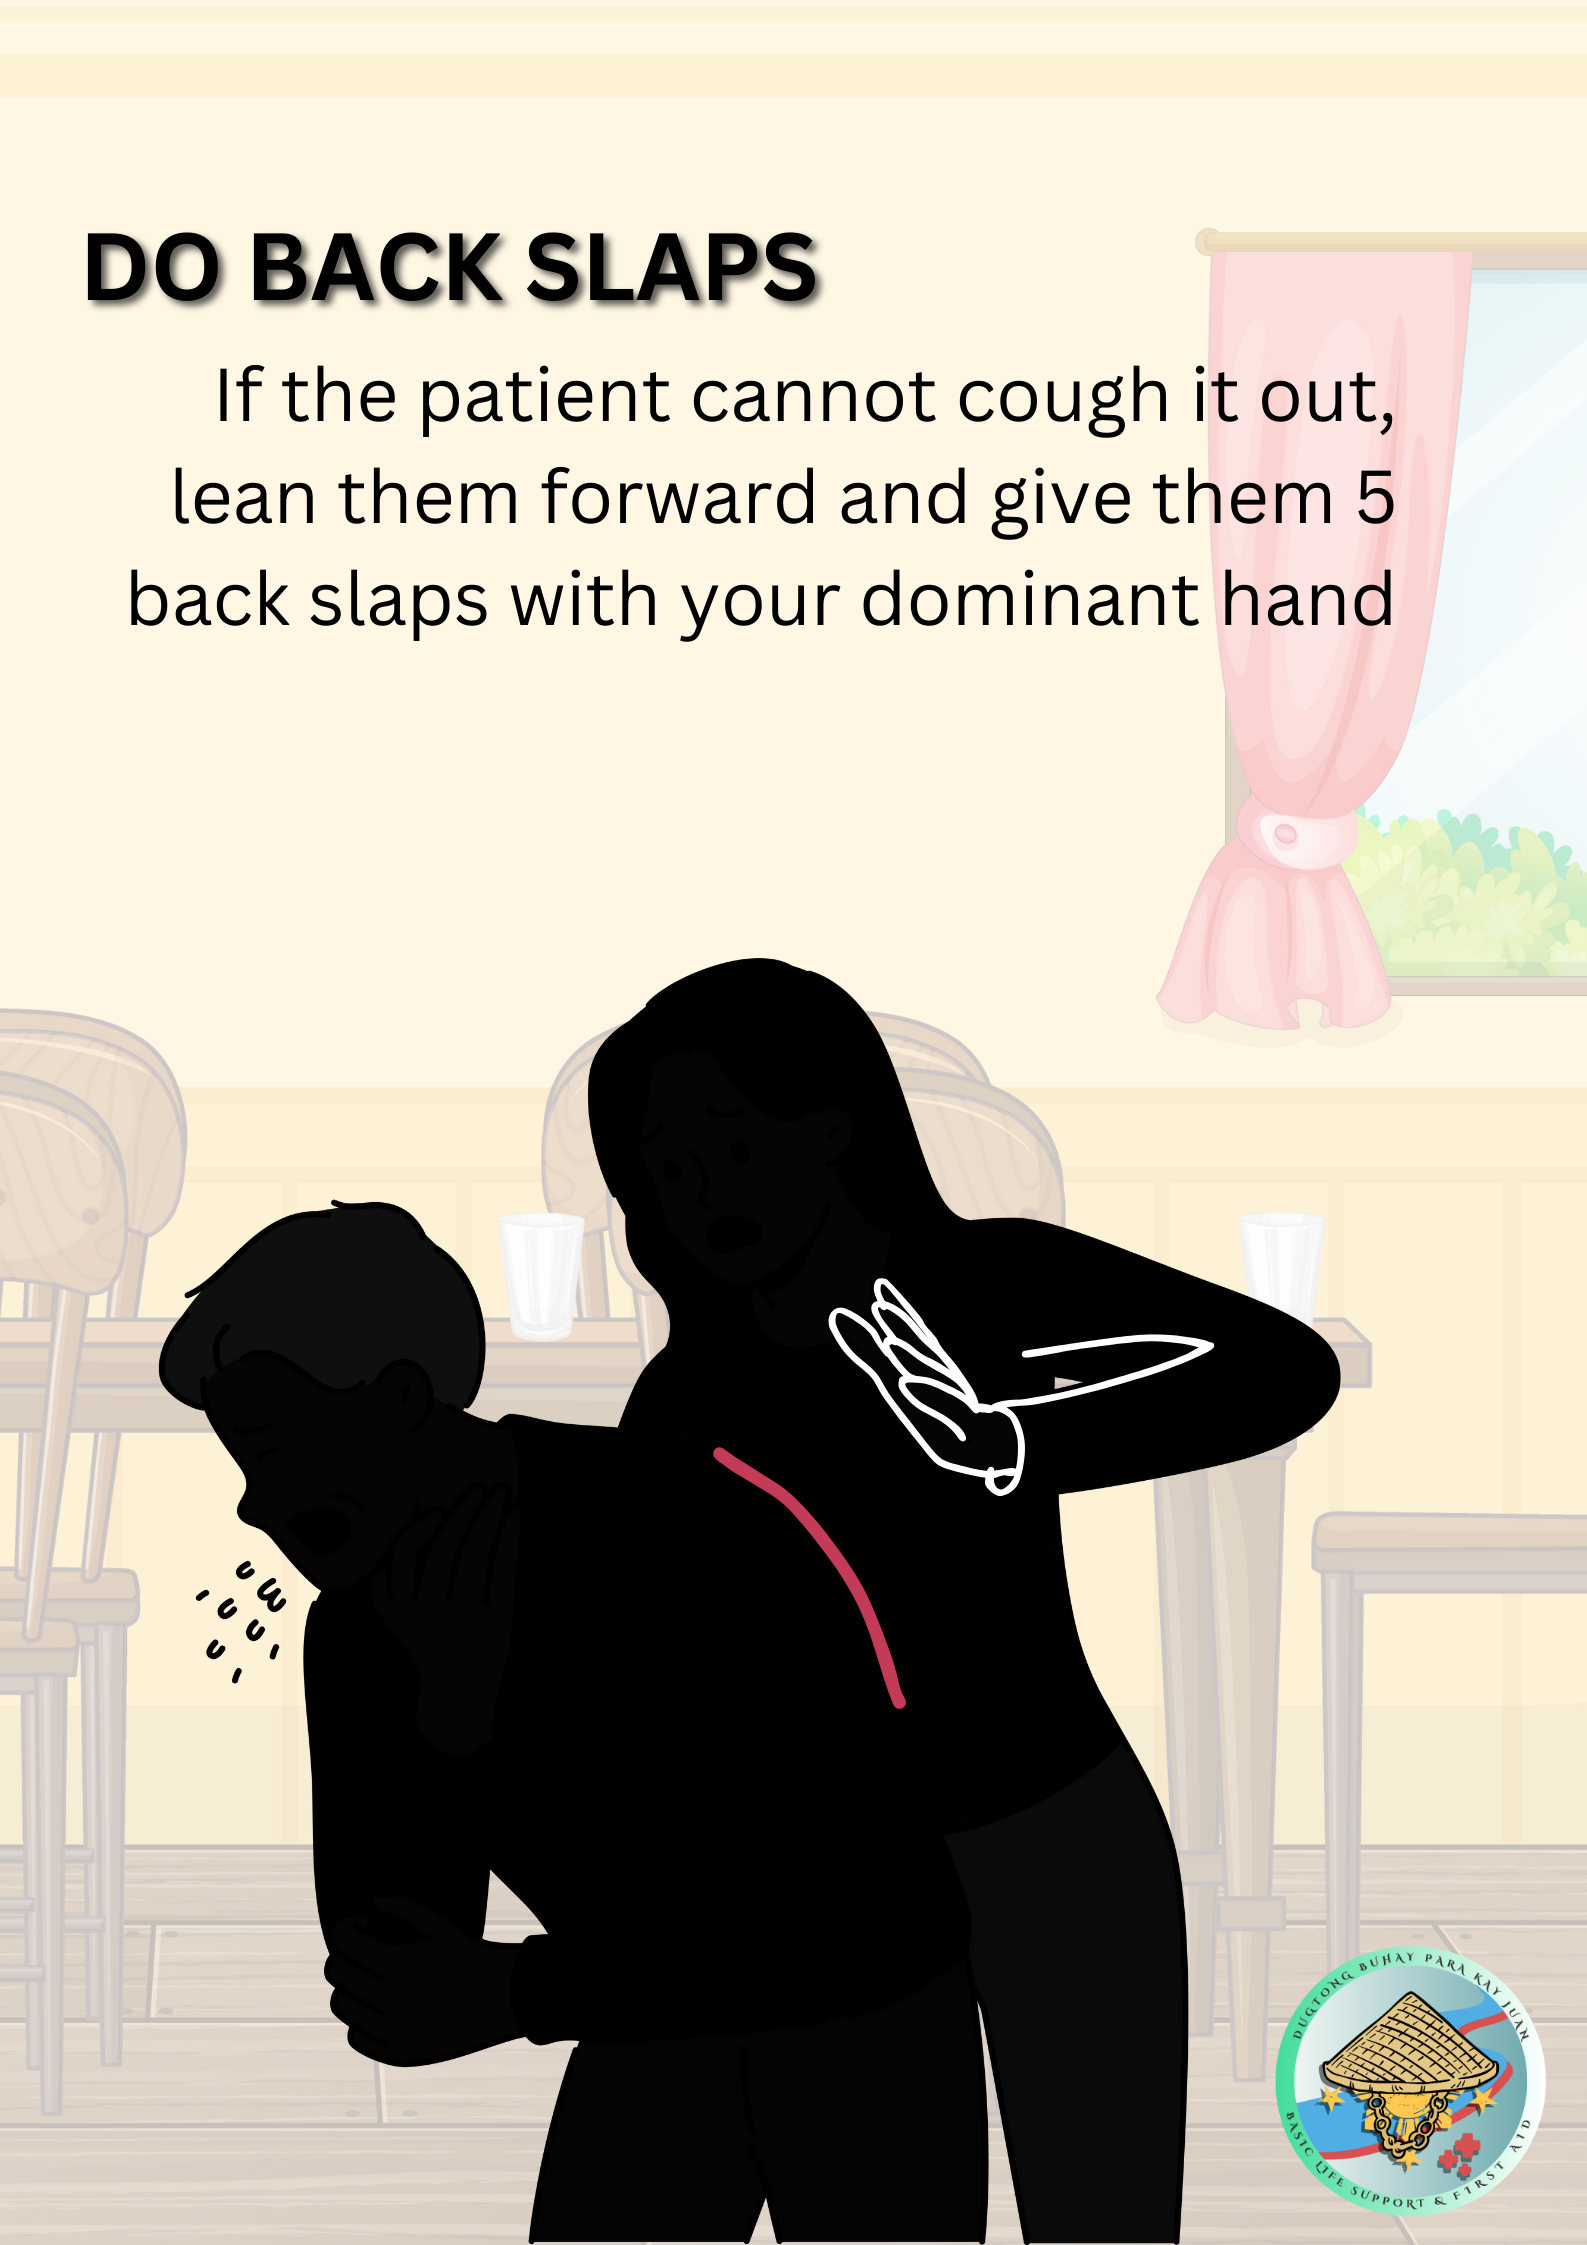 DO BACK SLAPS
If the patient cannot cough it out,
lean them forward and give them 5
back slaps with your dominant hand
DUGTONG BUHAY PARA KAY JUAN
BASIC LIFE SUPPORT & FIRST AID